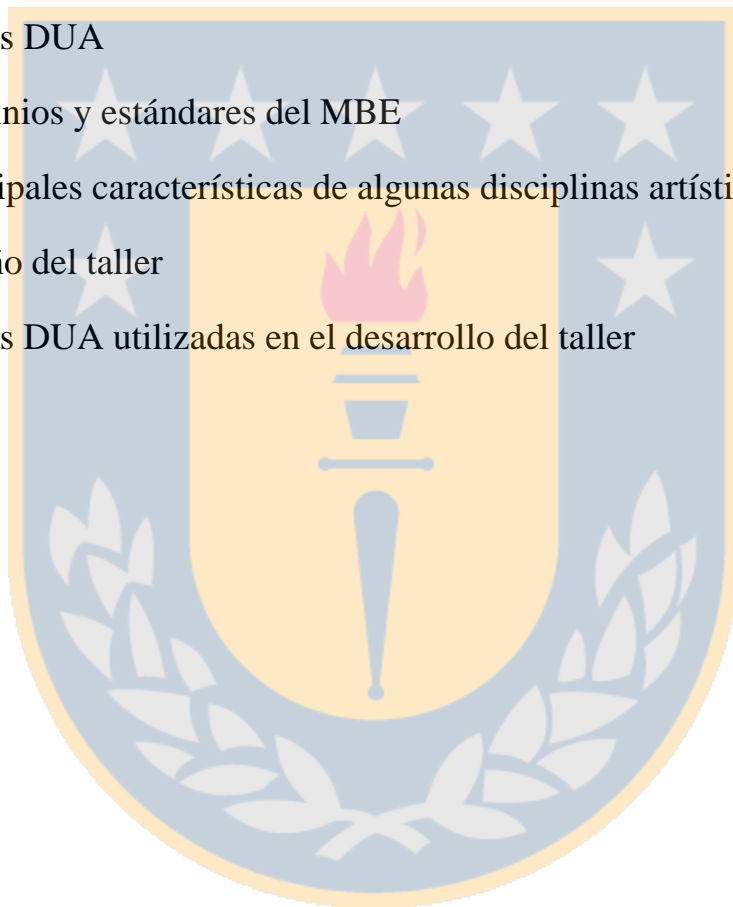 s DUA
nios y estándares del MBE
ipales características de algunas disciplinas artísti
ño del taller
s DUA utilizadas en el desarrollo del taller